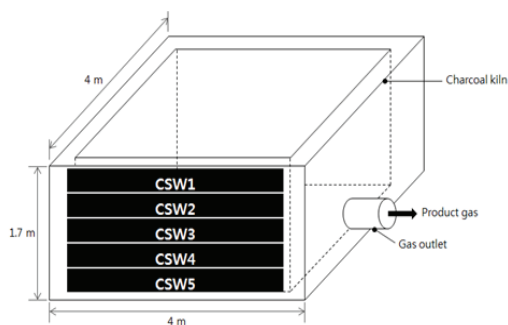 4 m
Charcoal kiln
CSW1
CSW2
CSW3
CSW4
CSW5
1.7 m
Product gas
Gas outlet
4 m